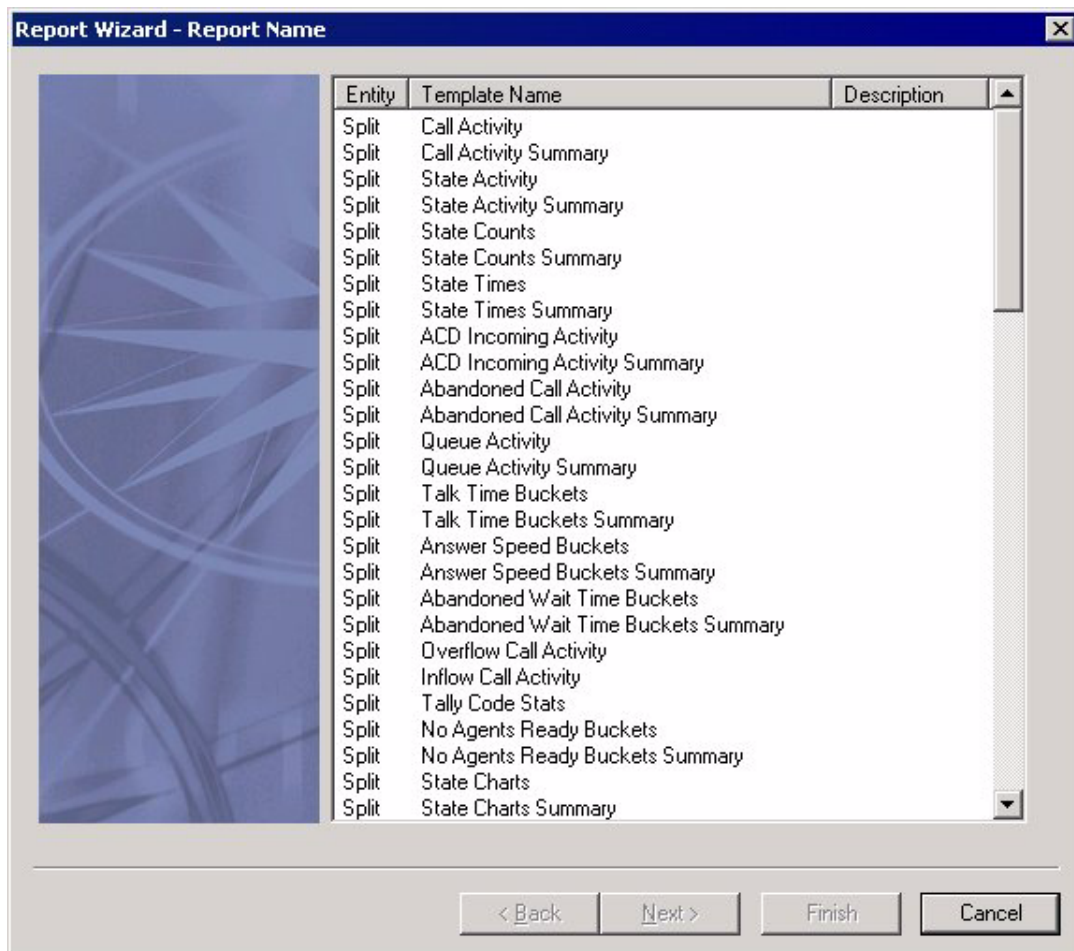 Report Wizard - Report Name
Entity Template Name Description
Split Call Activity
Split Call Activity Summary
Split State Activity
Split State Activity Summary
Split State Counts
Split State Counts Summary
Split State Times
Split State Times Summary
Split ACD Incoming Activity
Split ACD Incoming Activity Summary
Split Abandoned Call Activity
Split Abandoned Call Activity Summary
Split Queue Activity
Split Queue Activity Summary
Split Talk Time Buckets
Split Talk Time Buckets Summary
Split Answer Speed Buckets
Split Answer Speed Buckets Summary
Split Abandoned Wait Time Buckets
Split Abandoned Wait Time Buckets Summary
Split Overflow Call Activity
Split Inflow Call Activity
Split Tally Code Stats
Split No Agents Ready Buckets
Split No Agents Ready Buckets Summary
Split State Charts
Split State Charts Summary
< Back Next > Finish Cancel